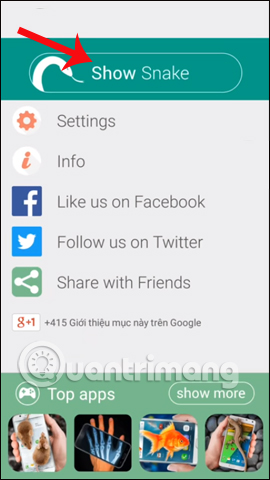 Show Snake
Settings
Info
Like us on Facebook
Follow us on Twitter
Share with Friends
g+1 +415 Giới thiệu mục này trên Google
Quantrimang
Top apps
show more